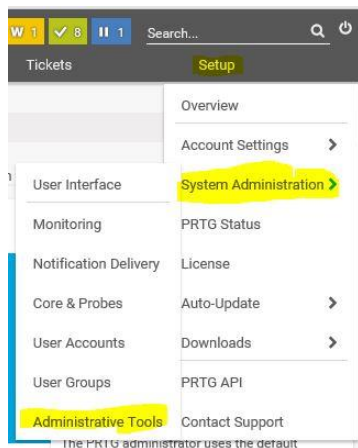 W 1 8 1 Search...
Tickets Setup
Overview
Account Settings
User Interface System Administration
Monitoring PRTG Status
Notification Delivery License
Core & Probes Auto-Update
User Accounts Downloads
User Groups PRTG API
Administrative Tools Contact Support
The PRTG administrator uses the default